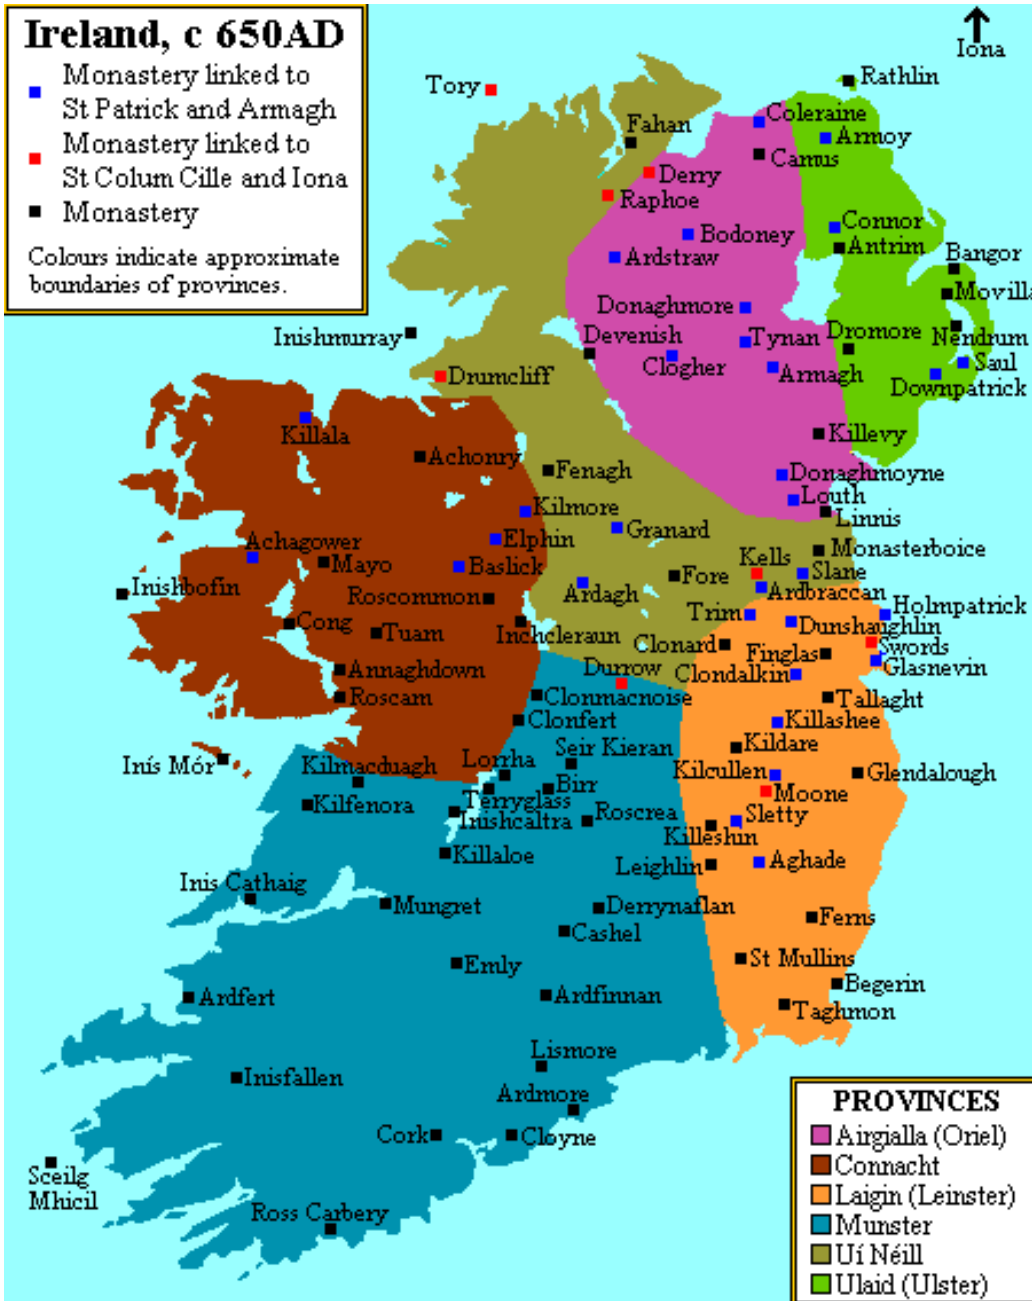 Ireland, c 650AD
Monastery linked to
St Patrick and Armagh
Monastery linked to
St Colum Cille and Iona
Monastery
Colours indicate approximate
boundaries of provinces.
Iona
Tory
Rathlin
Coleraine
Fahan
Armoy
Camus
Derry
Raphoe
Connor
Bodoney
Antrim
Ardstraw
Bangor
Movilla
Donaghmore
Inishmurray
Devenish
Tynan
Dromore
Nendrum
Clogher
Saul
Drumcliff
Armagh
Downpatrick
Killala
Killevy
Achonry
Fenagh
Donaghmoyne
Louth
Kilmore
Linnis
Granard
Achagower
Elphin
Monasterboice
Mayo
Baslick
Kells
Slane
Fore
Inishbofin
Ardagh
Ardbraccan
Roscommon
Trim
Holmpatrick
Cong
Tuam
Inchcleraun
Dunshaughlin
Clonard
Swords
Finglas
Annaghdown
Durrow
Clondalkin
Glasnevin
Roscam
Clonmacnoise
Tallaght
Clonfert
Killashee
Seir Kieran
Kildare
Inís Mór
Kilmacduagh
Lorrha
Kilcullen
Glendalough
Birr
Terryglass
Moone
Kilfenora
Inishcaltra
Roscrea
Sletty
Killeshin
Killaloe
Leighlin
Aghade
Inis Cathaig
Mungret
Derrynaflan
Ferns
Cashel
Emly
St Mullins
Ardfert
Ardfinnan
Begerin
Taghmon
Lismore
Inisfallen
Ardmore
Cork
Cloyne
Sceilg
Mhicil
Ross Carbery
PROVINCES
Airgialla (Oriel)
Connacht
Laigin (Leinster)
Munster
Uí Néill
Ulaid (Ulster)